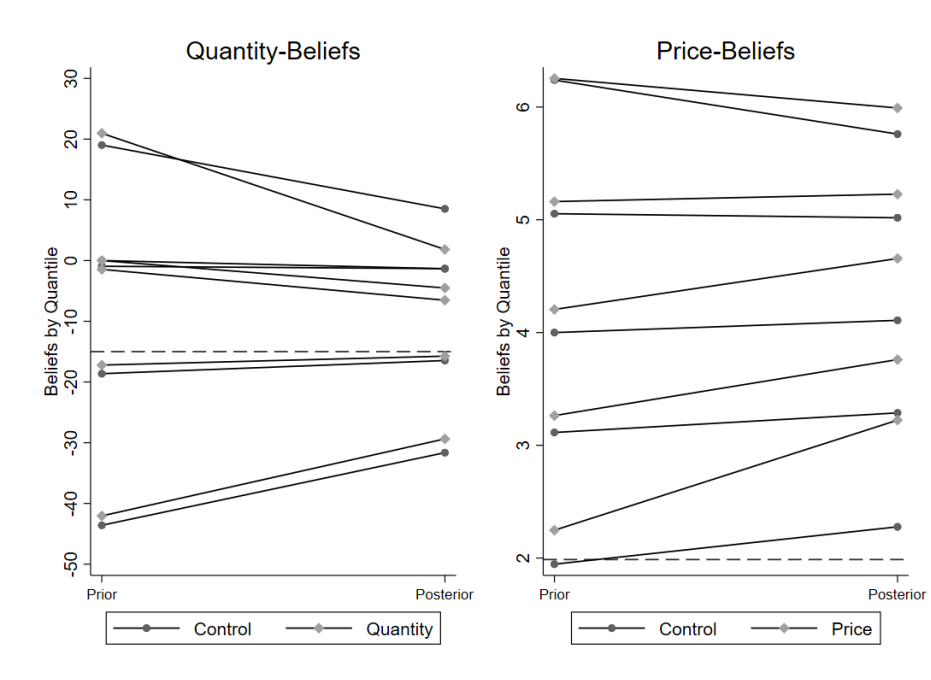 Quantity-Beliefs
Beliefs by Quantile
30
20
10
0
-10
-20
-30
-40
-50
Prior
Posterior
Control
Quantity
Price-Beliefs
Beliefs by Quantile
6
5
4
3
2
Prior
Posterior
Control
Price